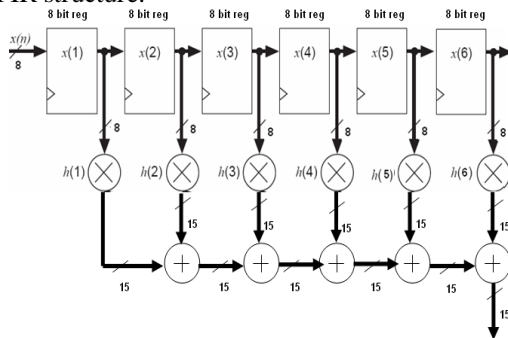 FIR structure.
8 bit reg 8 bit reg 8 bit reg 8 bit reg 8 bit reg 8 bit reg
x(n) x(1) x(2) x(3) x(4) x(5) x(6)
8
8 8 8 8 8 8
h(1) h(2) h(3) h(4) h(5) h(6)
15 15 15 15 15
+ + + + +
15 15 15 15 15
15